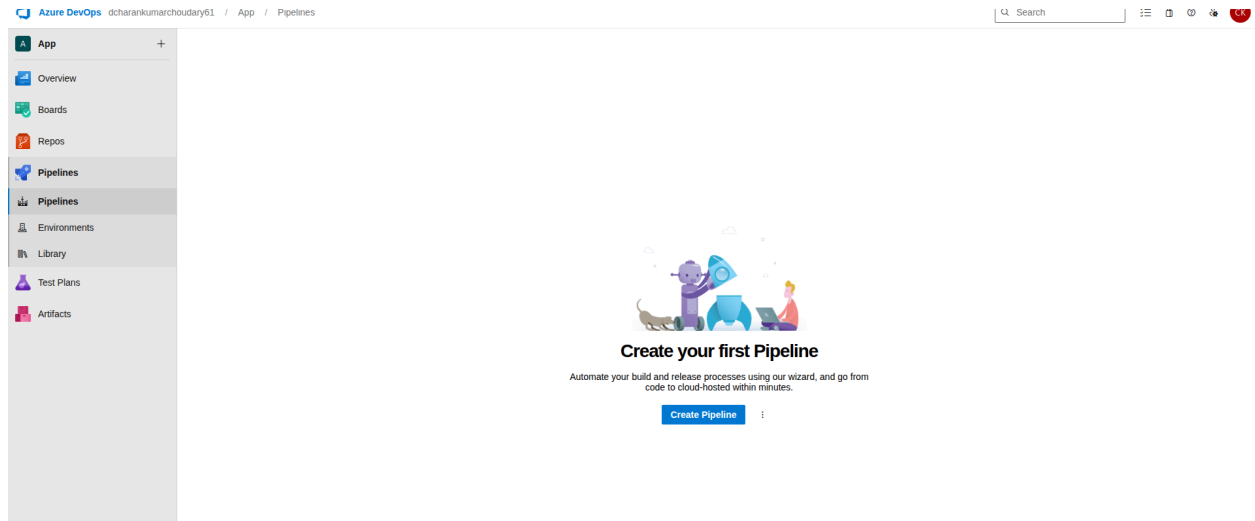 Azure DevOps dcharankumarchoudary61 / App / Pipelines
Search
CK
A App +
Overview
Boards
Repos
Pipelines
Pipelines
Environments
Library
Test Plans
Artifacts
Create your first Pipeline
Automate your build and release processes using our wizard, and go from
code to cloud-hosted within minutes.
Create Pipeline